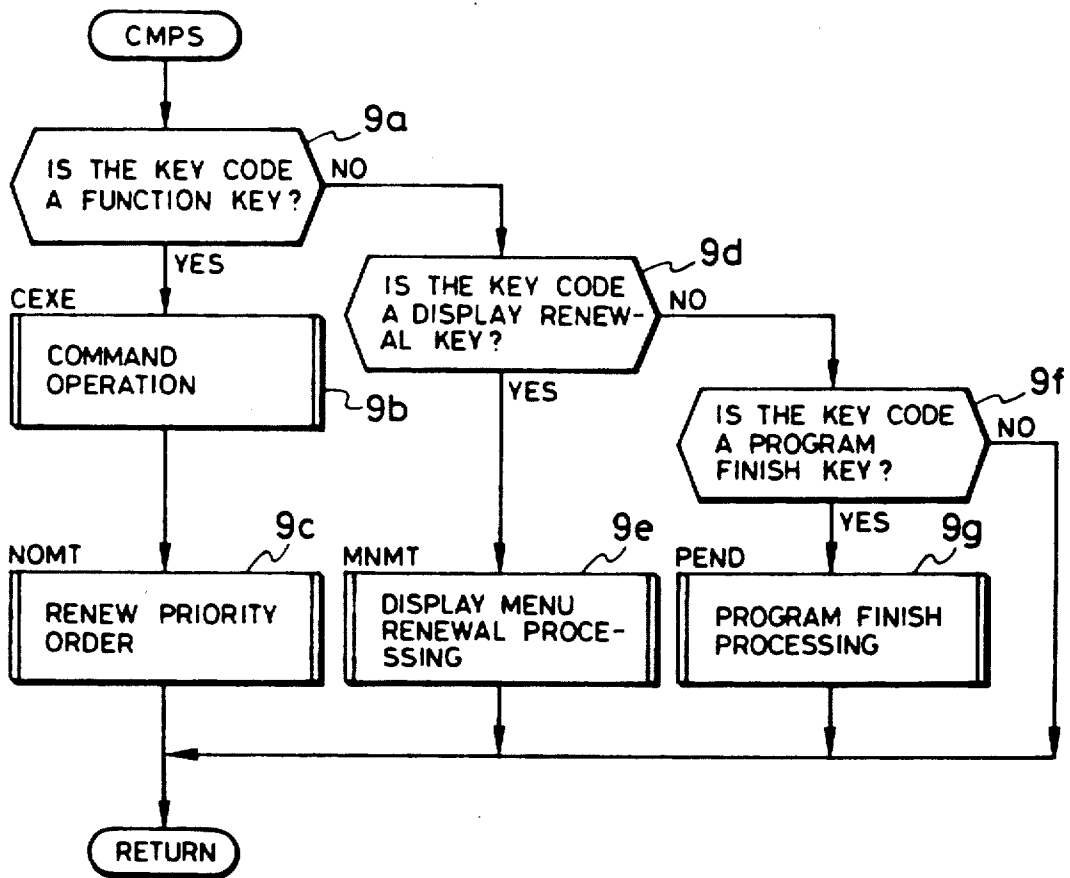 CMPS
9a
IS THE KEY CODE
A FUNCTION KEY?
NO
YES
9d
IS THE KEY CODE
A DISPLAY RENEW-
AL KEY?
NO
YES
CEXE
COMMAND
OPERATION
9b
9f
IS THE KEY CODE
A PROGRAM
FINISH KEY?
NO
YES
NOMT
9c
RENEW PRIORITY
ORDER
MNMT
9e
DISPLAY MENU
RENEWAL PROCE-
SSING
PEND
9g
PROGRAM FINISH
PROCESSING
RETURN